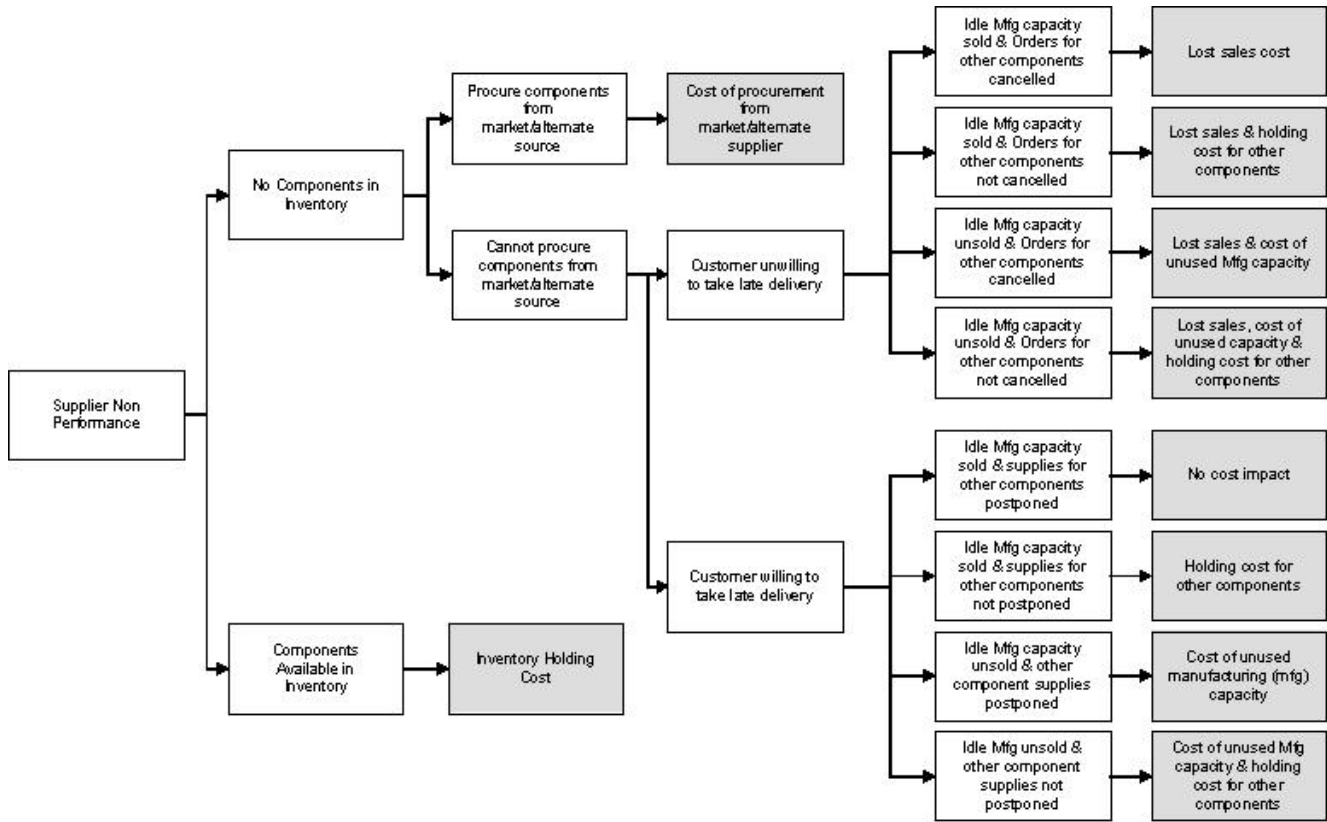 Supplier Non
Performance
No Components in
Inventory
Components
Available in
Inventory
Procure components
from
market/alternate
source
Cannot procure
components from
market/alternate
source
Inventory Holding
Cost
Cost of procurement
from
market/alternate
supplier
Customer unwilling
to take late delivery
Customer willing to
take late delivery
Idle Mfg capacity
sold & Orders for
other components
cancelled
Lost sales cost
Idle Mfg capacity
sold & Orders for
other components
not cancelled
Lost sales & holding
cost for other
components
Idle Mfg capacity
unsold & Orders for
other components
cancelled
Lost sales & cost of
unused Mfg capacity
Idle Mfg capacity
unsold & Orders for
other components
not cancelled
Lost sales, cost of
unused capacity &
holding cost for other
components
Idle Mfg capacity
sold & supplies for
other components
postponed
No cost impact
Idle Mfg capacity
sold & supplies for
other components
not postponed
Holding cost for
other components
Idle Mfg capacity
unsold & other
component supplies
postponed
Cost of unused
manufacturing (mfg)
capacity
Idle Mfg unsold &
other component
supplies not
postponed
Cost of unused Mfg
capacity & holding
cost for other
components